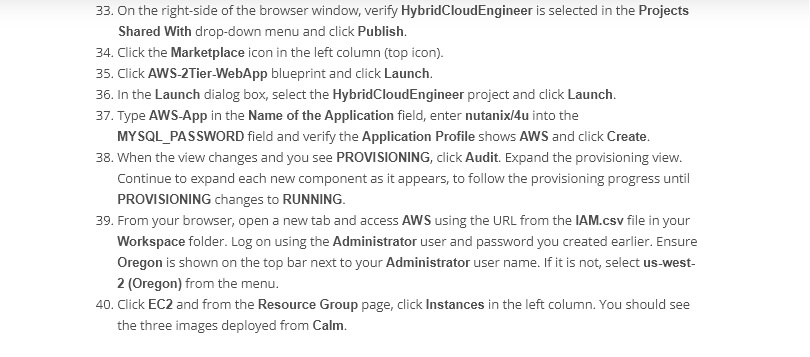 33. On the right-side of the browser window, verify HybridCloudEngineer is selected in the Projects
Shared With drop-down menu and click Publish.
34. Click the Marketplace icon in the left column (top icon).
35. Click AWS-2Tier-WebApp blueprint and click Launch.
36. In the Launch dialog box, select the HybridCloudEngineer project and click Launch.
37. Type AWS-App in the Name of the Application field, enter nutanix/4u into the
MYSQL_PASSWORD field and verify the Application Profile shows AWS and click Create.
38. When the view changes and you see PROVISIONING, click Audit. Expand the provisioning view.
Continue to expand each new component as it appears, to follow the provisioning progress until
PROVISIONING changes to RUNNING.
39. From your browser, open a new tab and access AWS using the URL from the IAM.csv file in your
Workspace folder. Log on using the Administrator user and password you created earlier. Ensure
Oregon is shown on the top bar next to your Administrator user name. If it is not, select us-west-
2 (Oregon) from the menu.
40. Click EC2 and from the Resource Group page, click Instances in the left column. You should see
the three images deployed from Calm.